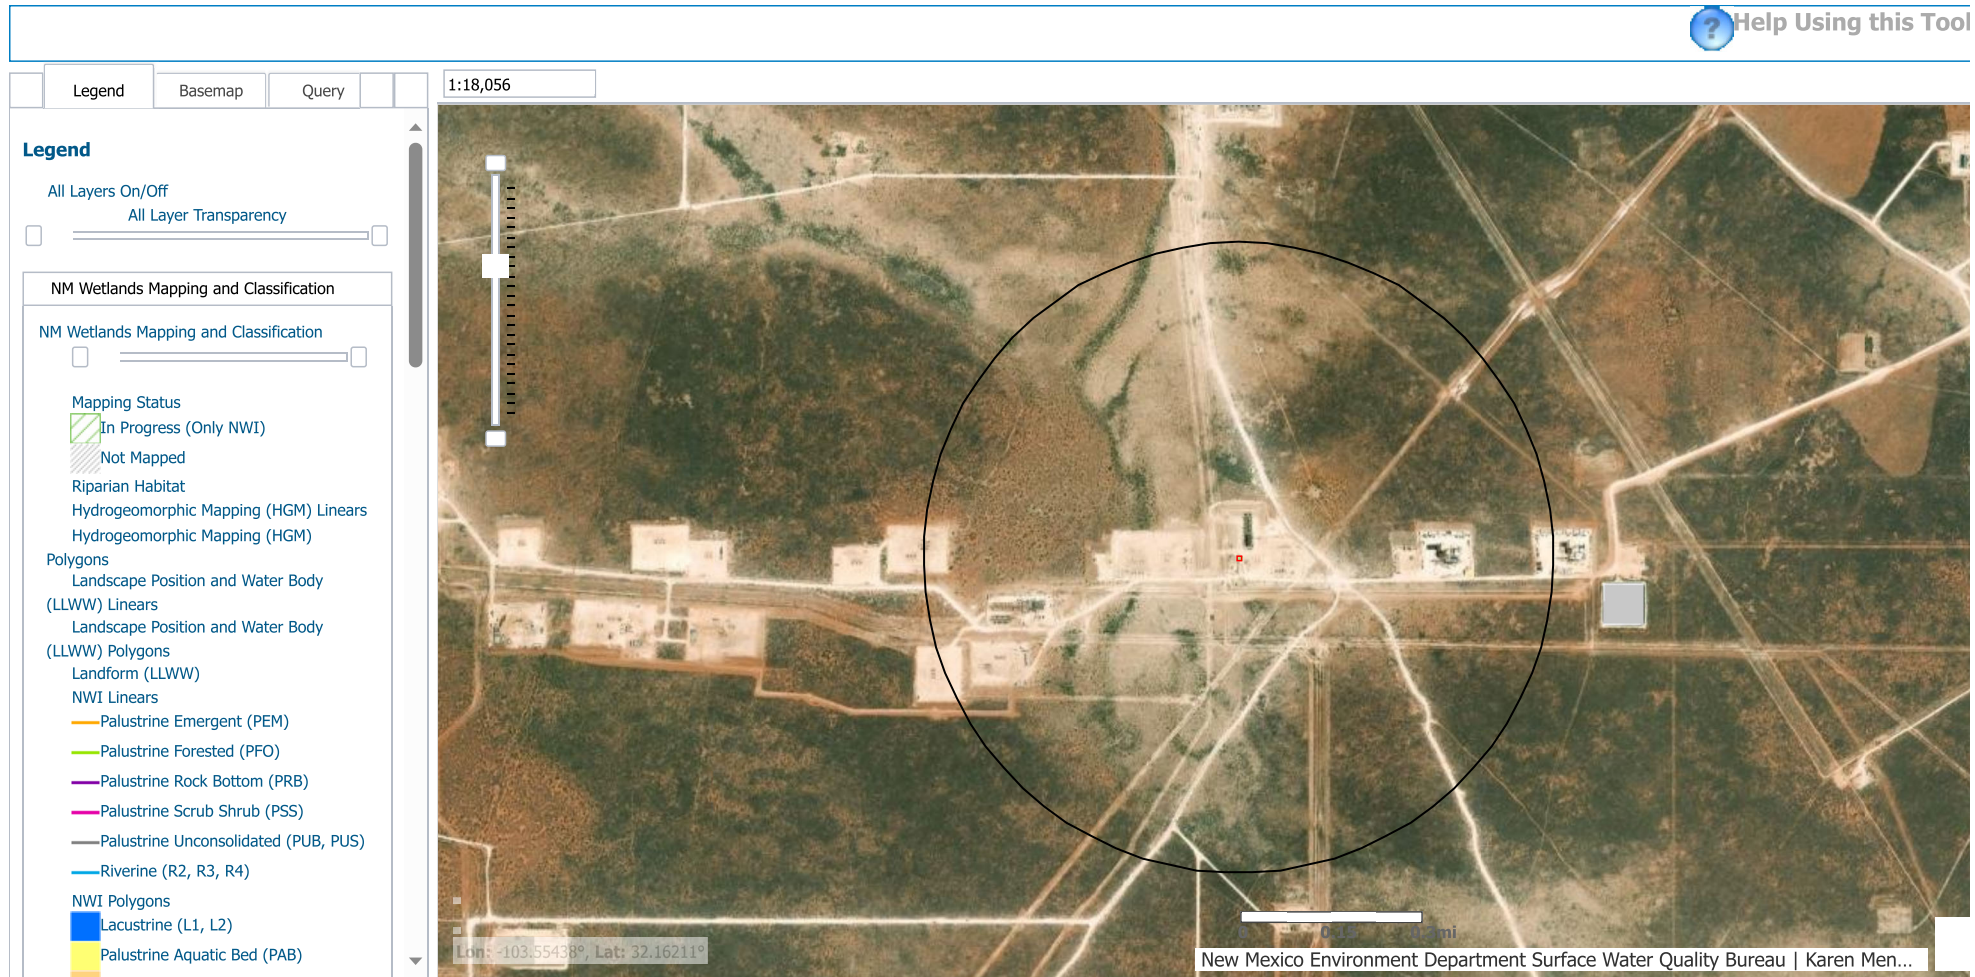 Help Using this Tool
Legend
Basemap
Query
1:18,056
Legend
All Layers On/Off
All Layer Transparency
NM Wetlands Mapping and Classification
NM Wetlands Mapping and Classification
Mapping Status
In Progress (Only NWI)
Not Mapped
Riparian Habitat
Hydrogeomorphic Mapping (HGM) Linears
Hydrogeomorphic Mapping (HGM)
Polygons
Landscape Position and Water Body
(LLWW) Linears
Landscape Position and Water Body
(LLWW) Polygons
Landform (LLWW)
NWI Linears
Palustrine Emergent (PEM)
Palustrine Forested (PFO)
Palustrine Rock Bottom (PRB)
Palustrine Scrub Shrub (PSS)
Palustrine Unconsolidated (PUB, PUS)
Riverine (R2, R3, R4)
NWI Polygons
Lacustrine (L1, L2)
Palustrine Aquatic Bed (PAB)
Lon: -103.55438°, Lat: 32.16211°
New Mexico Environment Department Surface Water Quality Bureau | Karen Men...